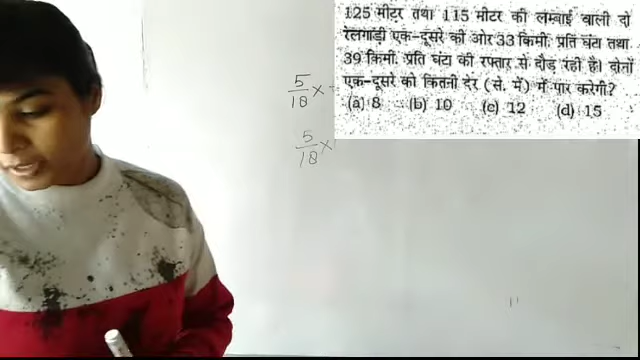 125 मीटर तथा 115 मीटर की लम्बाई वाली दो
रेलगाड़ी एक-दूसरे की ओर 33 किमी. प्रति घंटा तथा
39 किमी. प्रति घंटा की रफ्तार से दौड़ रही है। दोनों
एक-दूसरे को कितनी देर (से. में) में पार करेगी?
(a) 8 (b) 10 (c) 12 (d) 15
5/18 ×
5/18 ×